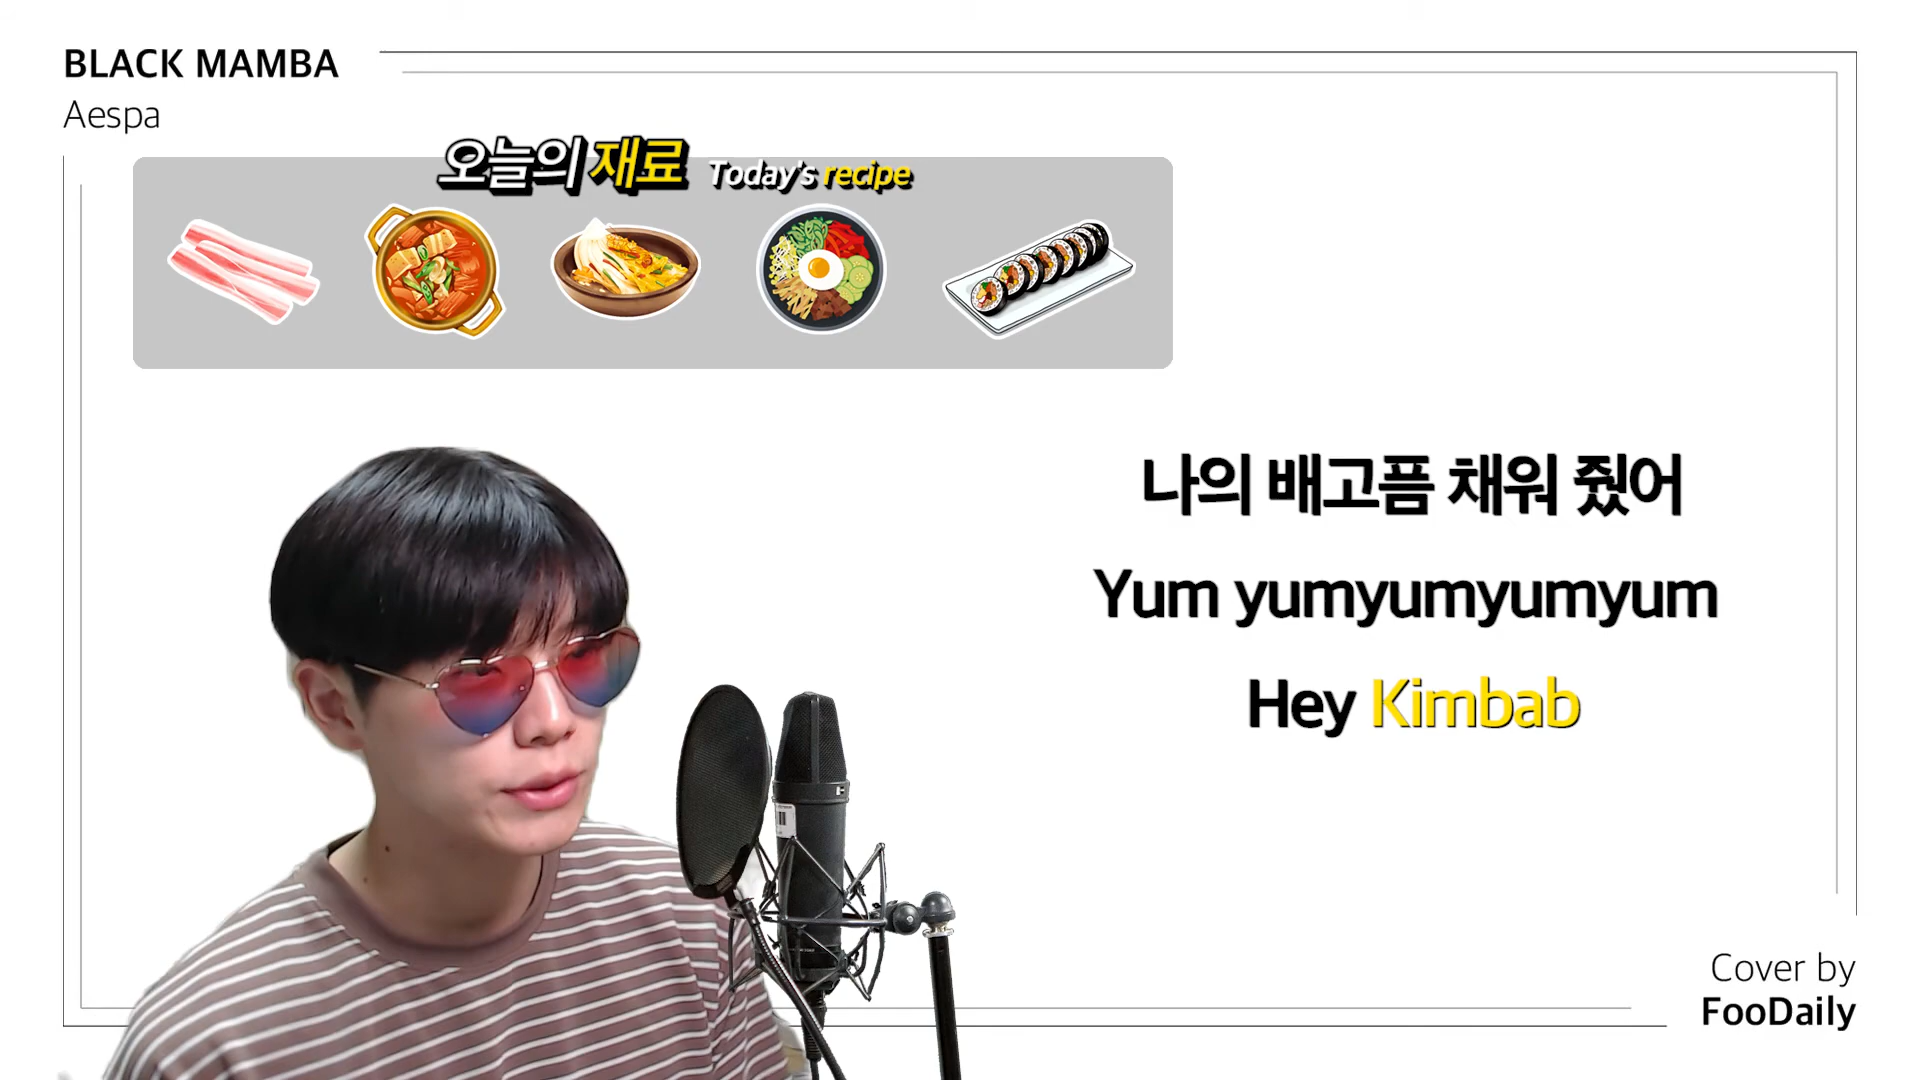 BLACK MAMBA
Aespa
오늘의 재료 Today's recipe
나의 배고픔 채워 줬어
Yum yumyumyumyum
Hey Kimbab
Cover by
FooDaily